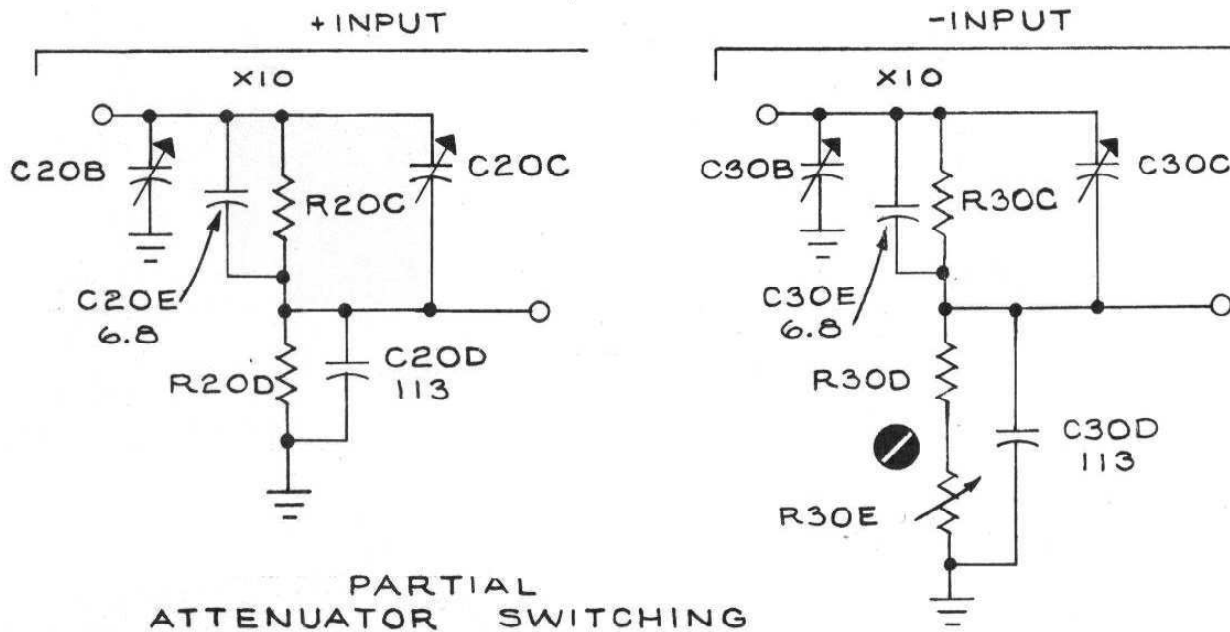 +INPUT
X10
C20B
R20C
C20C
C20E
6.8
R20D
C20D
113
-INPUT
X10
C30B
R30C
C30C
C30E
6.8
R30D
C30D
113
R30E
PARTIAL
ATTENUATOR SWITCHING